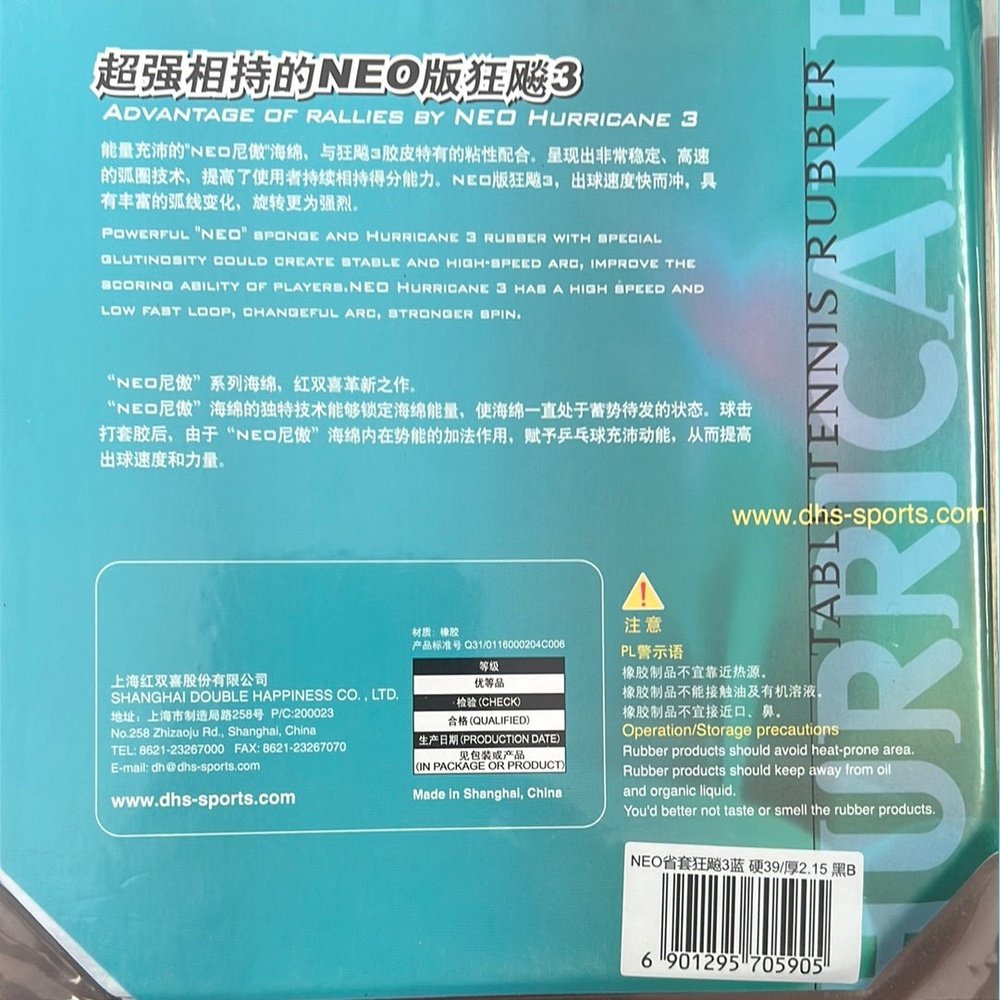 超强相持的NEO版狂飚3
ADVANTAGE OF RALLIES BY NEO HURRICANE 3
能量充沛的"NEO尼傲"海绵，与狂飚3胶皮特有的粘性配合，呈现出非常稳定、高速
的弧圈技术，提高了使用者持续相持得分能力。NEO版狂飚3，出球速度快而冲，具
有丰富的弧线变化，旋转更为强烈。
POWERFUL "NEO" SPONGE AND HURRICANE 3 RUBBER WITH SPECIAL
GLUTINOSITY COULD CREATE STABLE AND HIGH-SPEED ARC, IMPROVE THE
SCORING ABILITY OF PLAYERS.NEO HURRICANE 3 HAS A HIGH SPEED AND
LOW FAST LOOP, CHANGEFUL ARC, STRONGER SPIN.
“NEO尼傲”系列海绵，红双喜革新之作。
“NEO尼傲”海绵的独特技术能够锁定海绵能量，使海绵一直处于蓄势待发的状态。球击
打套胶后，由于“NEO尼傲”海绵内在势能的加法作用，赋予乒乓球充沛动能，从而提高
出球速度和力量。
TABLE TENNIS RUBBER
URRICANE
www.dhs-sports.com
上海红双喜股份有限公司
SHANGHAI DOUBLE HAPPINESS CO., LTD.
地址：上海市制造局路258号 P/C:200023
No.258 Zhizaoju Rd., Shanghai, China
TEL: 8621-23267000 FAX: 8621-23267070
E-mail: dh@dhs-sports.com
www.dhs-sports.com
材质：橡胶
产品标准号 Q31/0116000204C006
等级
优等品
检验(CHECK)
合格(QUALIFIED)
生产日期(PRODUCTION DATE)
见包装或产品
(IN PACKAGE OR PRODUCT)
Made in Shanghai, China
注意
PL警示语
橡胶制品不宜靠近热源。
橡胶制品不能接触油及有机溶液。
橡胶制品不宜接近口、鼻。
Operation/Storage precautions
Rubber products should avoid heat-prone area.
Rubber products should keep away from oil
and organic liquid.
You'd better not taste or smell the rubber products.
NEO省套狂飚3蓝 硬39/厚2.15 黑B
6 901295 705905